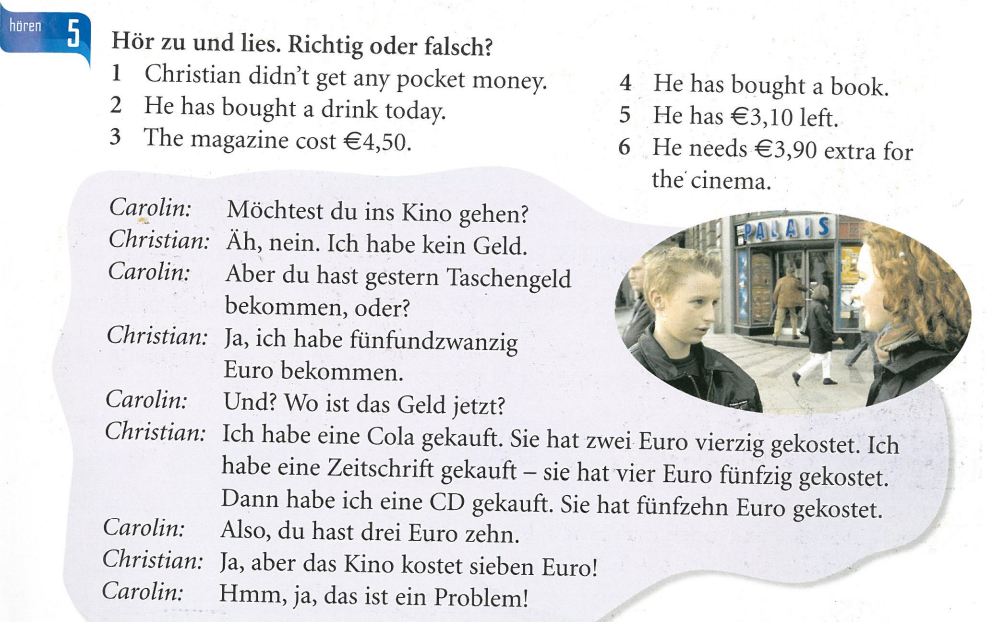 hören 5
Hör zu und lies. Richtig oder falsch?
1 Christian didn't get any pocket money.
2 He has bought a drink today.
3 The magazine cost €4,50.
4 He has bought a book.
5 He has €3,10 left.
6 He needs €3,90 extra for
the cinema.
Carolin: Möchtest du ins Kino gehen?
Christian: Äh, nein. Ich habe kein Geld.
Carolin: Aber du hast gestern Taschengeld
bekommen, oder?
Christian: Ja, ich habe fünfundzwanzig
Euro bekommen.
Carolin: Und? Wo ist das Geld jetzt?
Christian: Ich habe eine Cola gekauft. Sie hat zwei Euro vierzig gekostet. Ich
habe eine Zeitschrift gekauft – sie hat vier Euro fünfzig gekostet.
Dann habe ich eine CD gekauft. Sie hat fünfzehn Euro gekostet.
Carolin: Also, du hast drei Euro zehn.
Christian: Ja, aber das Kino kostet sieben Euro!
Carolin: Hmm, ja, das ist ein Problem!
PALAIS